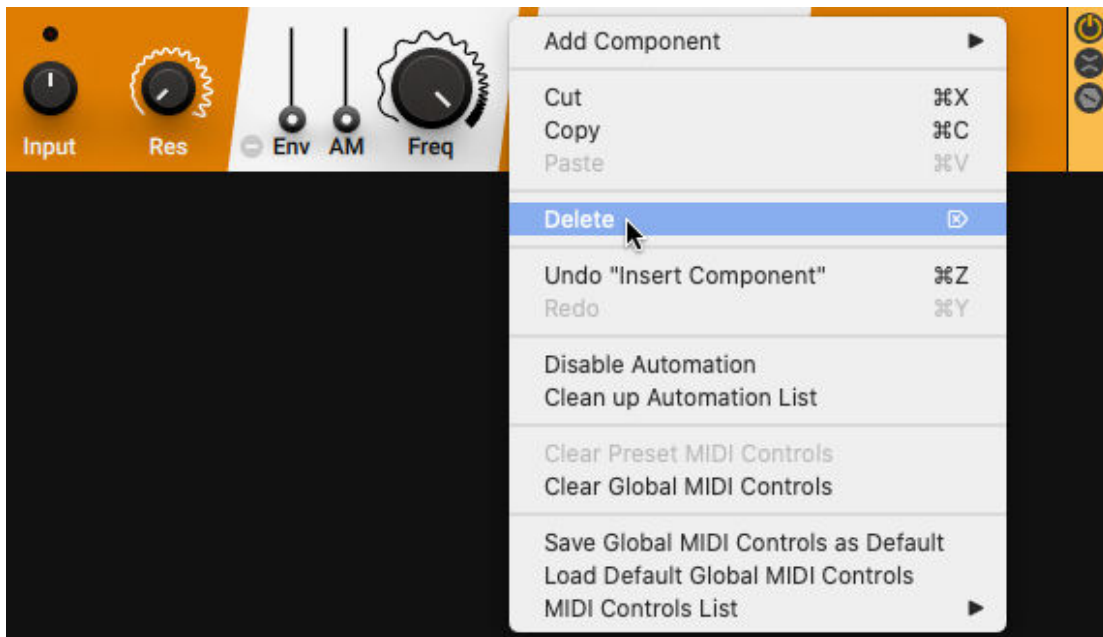 Input
Res
Env
AM
Freq
Add Component
Cut ⌘X
Copy ⌘C
Paste ⌘V
Delete ⌦
Undo "Insert Component" ⌘Z
Redo ⌘Y
Disable Automation
Clean up Automation List
Clear Preset MIDI Controls
Clear Global MIDI Controls
Save Global MIDI Controls as Default
Load Default Global MIDI Controls
MIDI Controls List